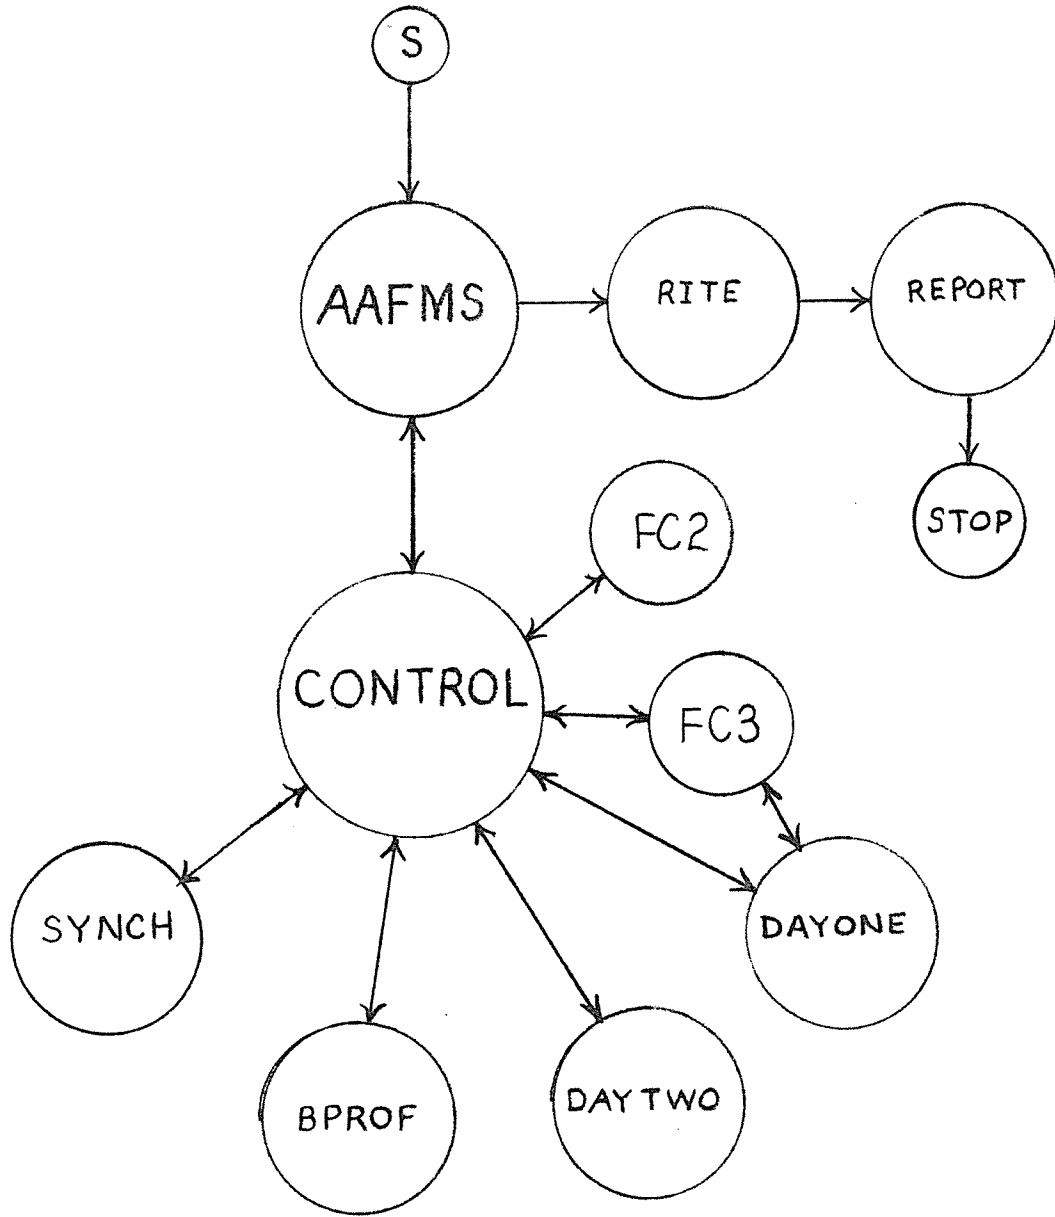 S
AAFMS
RITE
REPORT
FC2
STOP
CONTROL
FC3
SYNCH
DAYONE
BPROF
DAYTWO